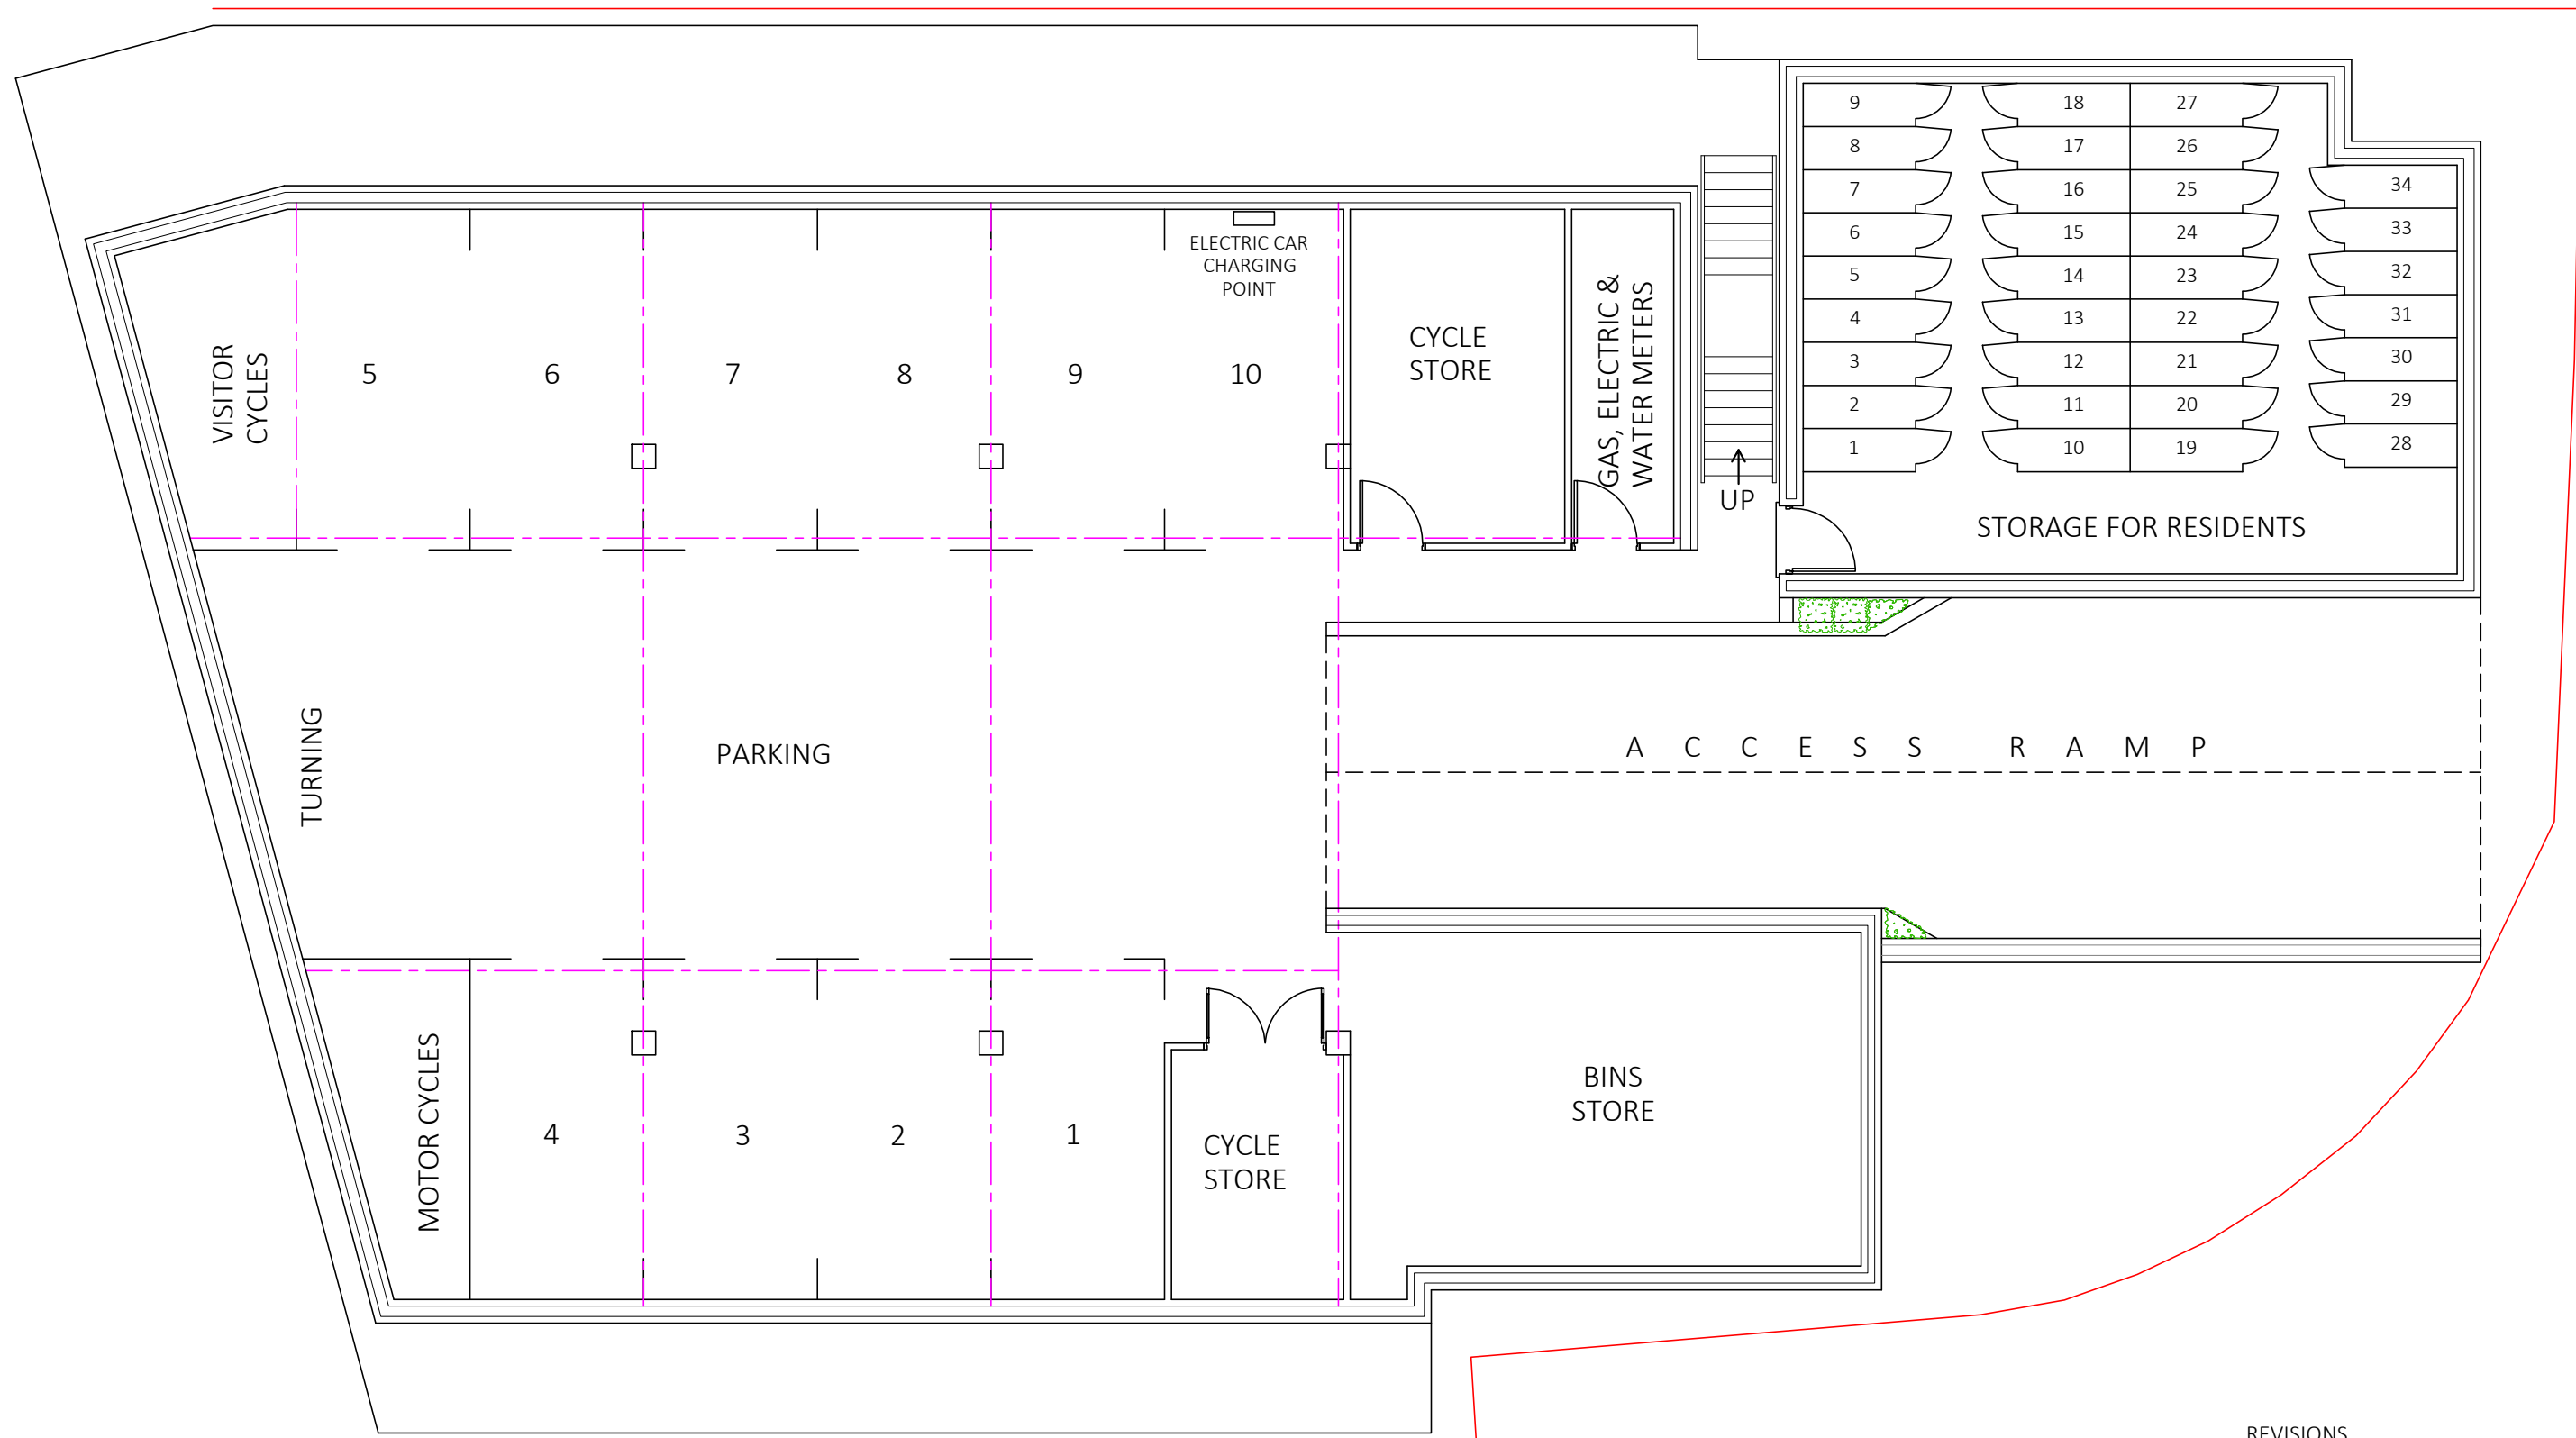 9
18
27
8
17
26
7
16
25
34
6
15
24
33
5
14
23
32
4
13
22
31
3
12
21
30
2
11
20
29
1
10
19
28
STORAGE FOR RESIDENTS
ELECTRIC CAR
CHARGING
POINT
VISITOR
CYCLES
5
6
7
8
9
10
CYCLE
STORE
GAS, ELECTRIC &
WATER METERS
UP
TURNING
PARKING
ACCESS RAMP
MOTOR CYCLES
4
3
2
1
CYCLE
STORE
BINS
STORE
REVISIONS